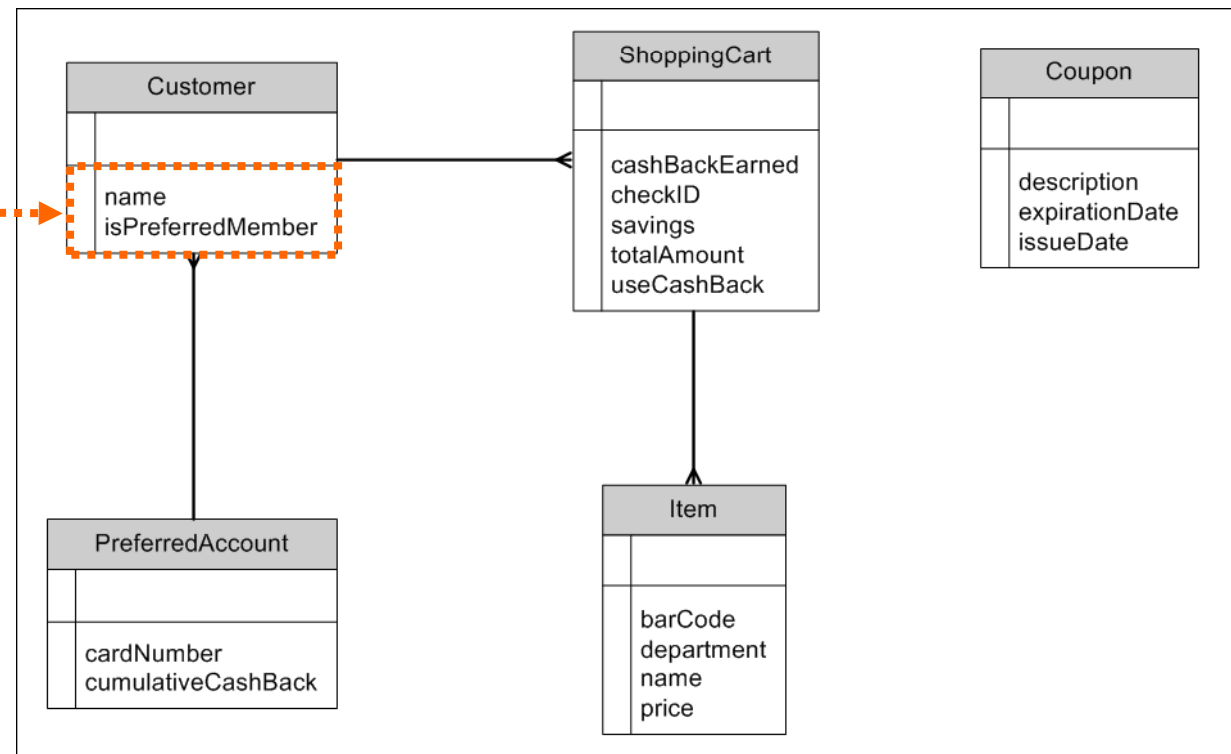 Customer
name
isPreferredMember
ShoppingCart
cashBackEarned
checkID
savings
totalAmount
useCashBack
Coupon
description
expirationDate
issueDate
PreferredAccount
cardNumber
cumulativeCashBack
Item
barCode
department
name
price